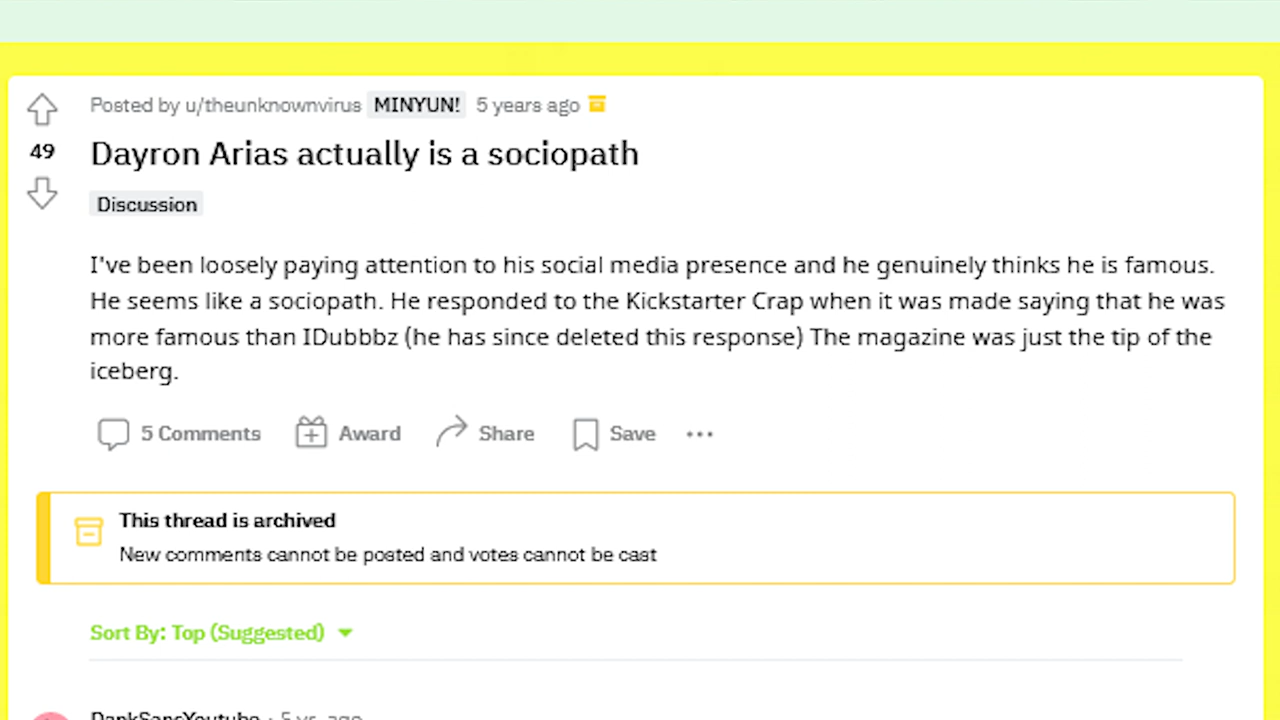 Posted by u/theunknownvirus MINYUN! 5 years ago
49
Dayron Arias actually is a sociopath
Discussion
I've been loosely paying attention to his social media presence and he genuinely thinks he is famous.
He seems like a sociopath. He responded to the Kickstarter Crap when it was made saying that he was
more famous than IDubbbz (he has since deleted this response) The magazine was just the tip of the
iceberg.
5 Comments Award Share Save
This thread is archived
New comments cannot be posted and votes cannot be cast
Sort By: Top (Suggested)
DankSansYoutube · 5 yr. ago